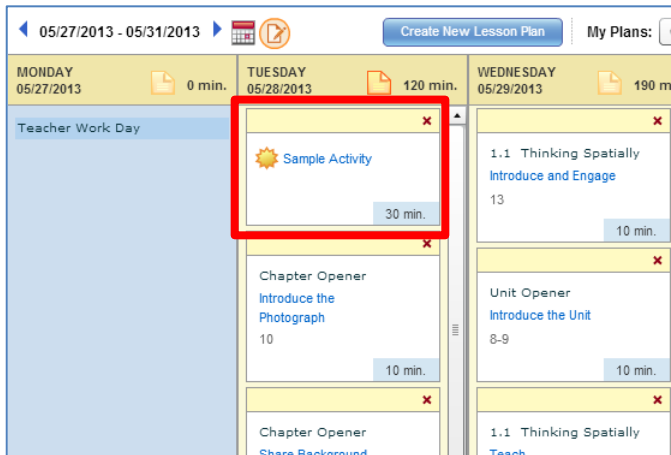 05/27/2013 - 05/31/2013
Create New Lesson Plan
My Plans:
MONDAY
05/27/2013
0 min.
TUESDAY
05/28/2013
120 min.
WEDNESDAY
05/29/2013
190 m
Teacher Work Day
Sample Activity
30 min.
Chapter Opener
Introduce the
Photograph
10
10 min.
Chapter Opener
Share Background
1.1 Thinking Spatially
Introduce and Engage
13
10 min.
Unit Opener
Introduce the Unit
8-9
10 min.
1.1 Thinking Spatially
Teach